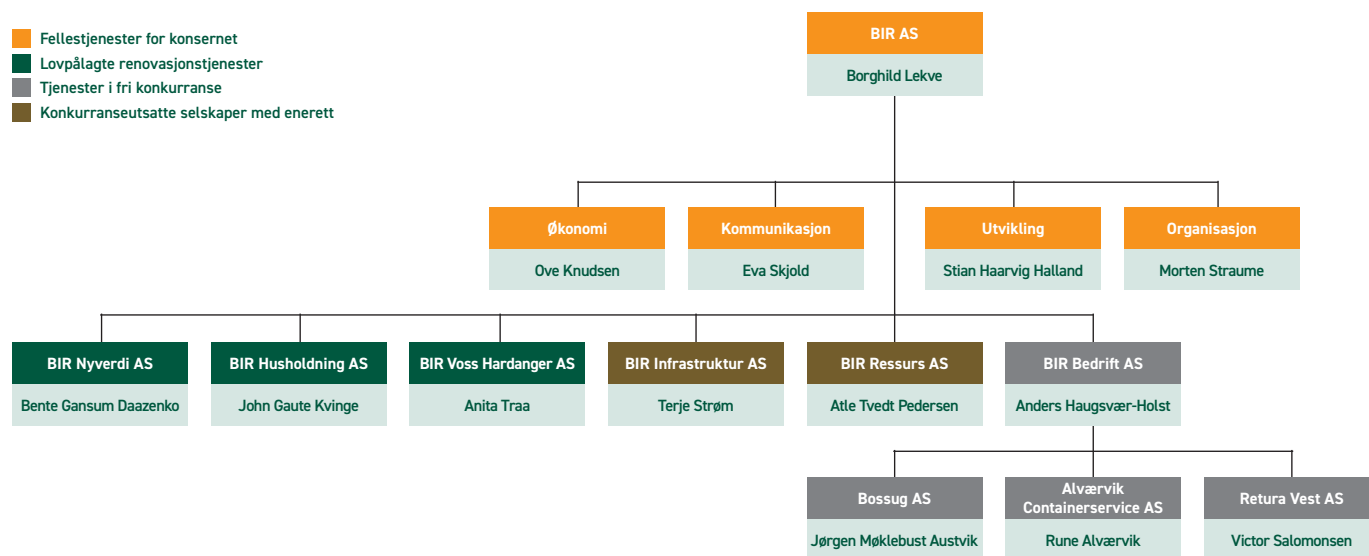 Fellestjenester for konsernet
Lovpålagte renovasjonstjenester
Tjenester i fri konkurranse
Konkurranseutsatte selskaper med enerett
BIR AS
Borghild Lekve
Økonomi
Ove Knudsen
Kommunikasjon
Eva Skjold
Utvikling
Stian Haarvig Halland
Organisasjon
Morten Straume
BIR Nyverdi AS
Bente Gansum Daazenko
BIR Husholdning AS
John Gaute Kvinge
BIR Voss Hardanger AS
Anita Traa
BIR Infrastruktur AS
Terje Strøm
BIR Ressurs AS
Atle Tvedt Pedersen
BIR Bedrift AS
Anders Haugsvær-Holst
Bossug AS
Jørgen Møklebust Austvik
Alværvik
Containerservice AS
Rune Alværvik
Retura Vest AS
Victor Salomonsen